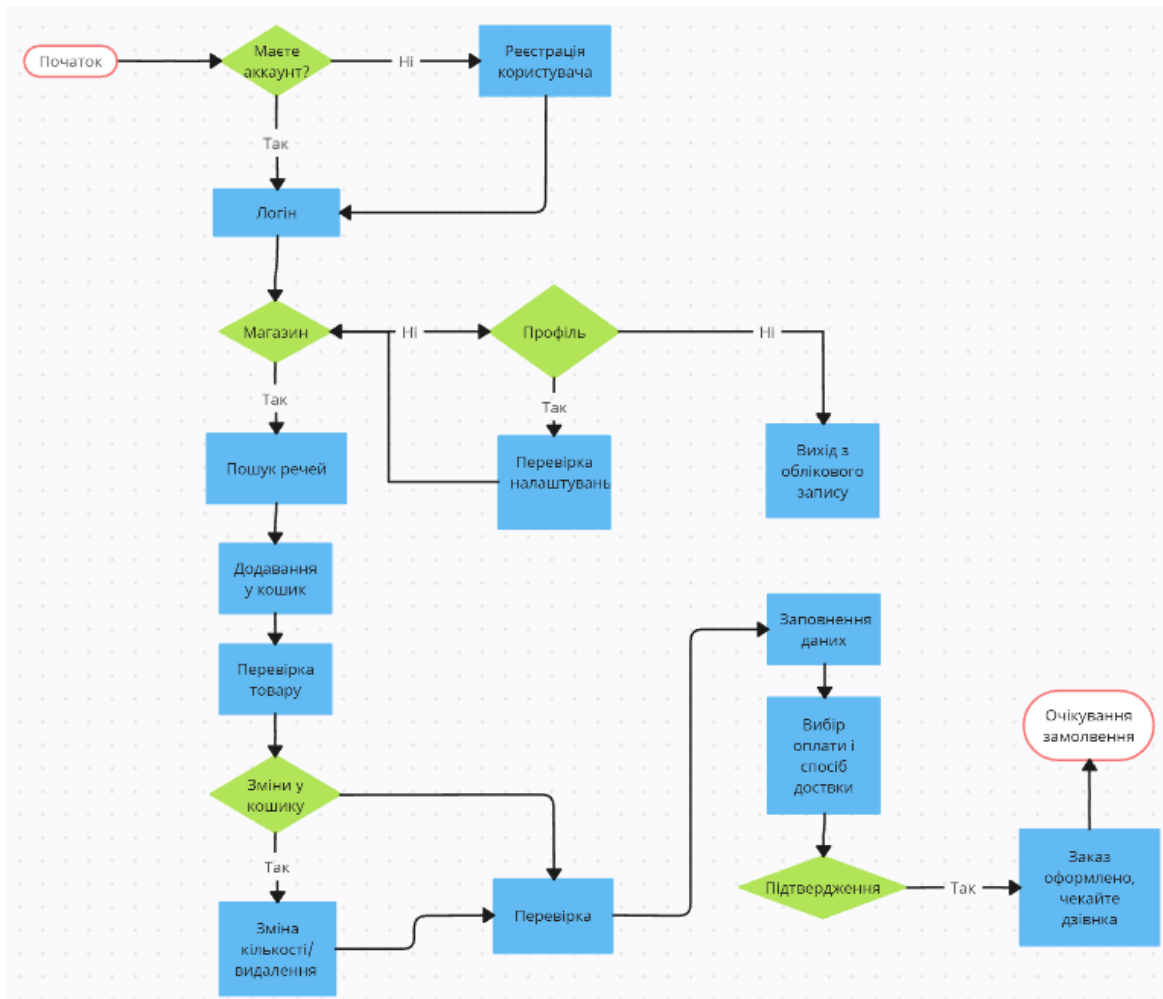 Початок
Маєте
аккаунт?
Ні
Реєстрація
користувача
Так
Логін
Магазин
Ні
Профіль
Ні
Так
Так
Пошук речей
Перевірка
налаштувань
Вихід з
облікового
запису
Додавання
у кошик
Перевірка
товару
Заповнення
даних
Вибір
оплати і
спосіб
доствки
Очікування
замолвення
Зміни у
кошику
Так
Підтвердження
Так
Заказ
оформлено,
чекайте
дзівнка
Зміна
кількості/
видалення
Перевірка